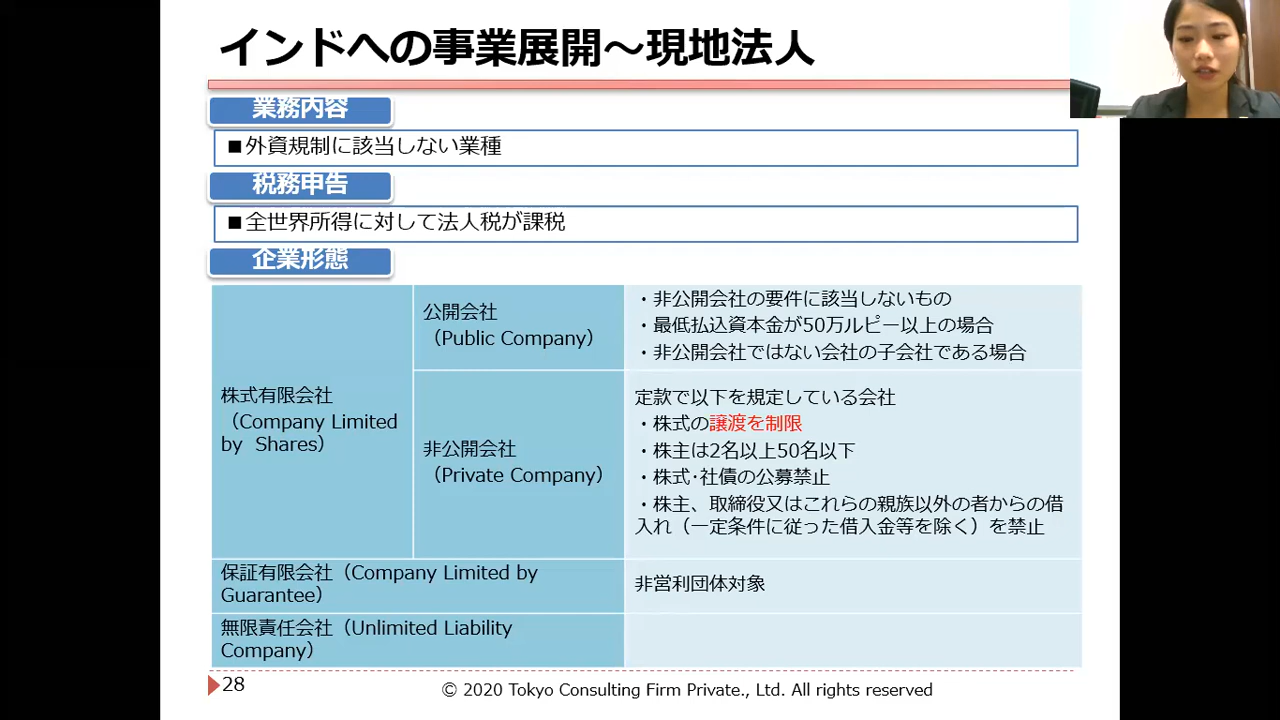 インドへの事業展開～現地法人
業務内容
■外資規制に該当しない業種
税務申告
■全世界所得に対して法人税が課税
企業形態
株式有限会社
（Company Limited
by Shares）
公開会社
（Public Company）
・非公開会社の要件に該当しないもの
・最低払込資本金が50万ルピー以上の場合
・非公開会社ではない会社の子会社である場合
非公開会社
（Private Company）
定款で以下を規定している会社
・株式の譲渡を制限
・株主は2名以上50名以下
・株式･社債の公募禁止
・株主、取締役又はこれらの親族以外の者からの借
入れ（一定条件に従った借入金等を除く）を禁止
保証有限会社（Company Limited by
Guarantee）
非営利団体対象
無限責任会社（Unlimited Liability
Company）
28
© 2020 Tokyo Consulting Firm Private., Ltd. All rights reserved